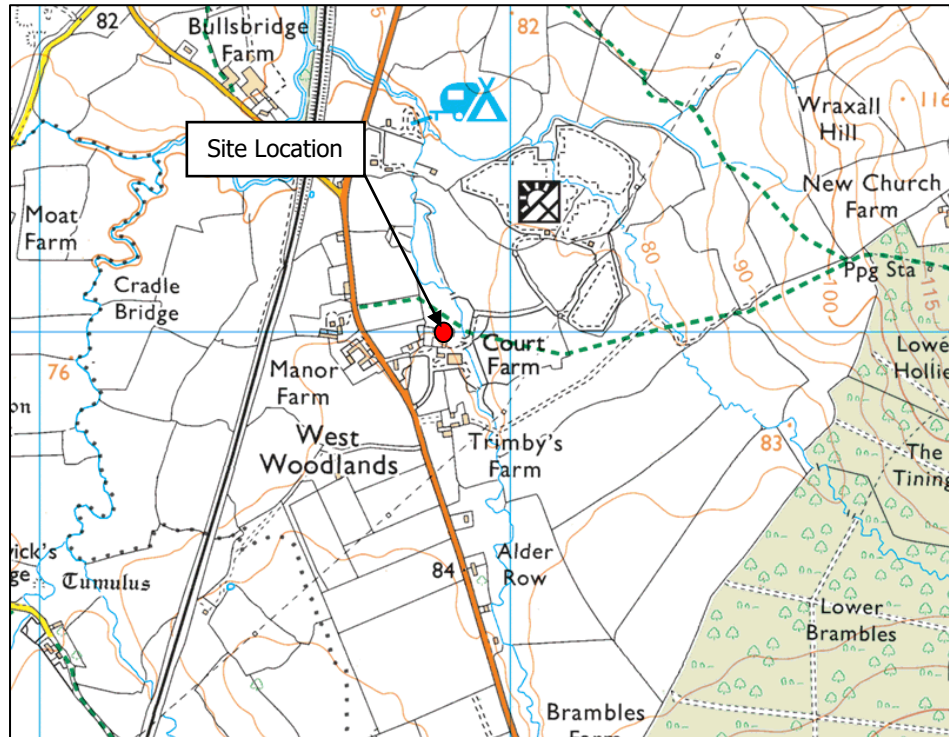 82
5
82
Bullsbridge
Farm
116
Wraxall
Hill
Site Location
New Church
Farm
Moat
Farm
80
90
100
115
Ppg Sta
Cradle
Bridge
76
Court
Farm
Lowe
Hollie
Manor
Farm
on
West
Woodlands
Trimby's
Farm
83
The
Tining
wick's
ge
Tumulus
84
Alder
Row
Lower
Brambles
Brambles
Farm